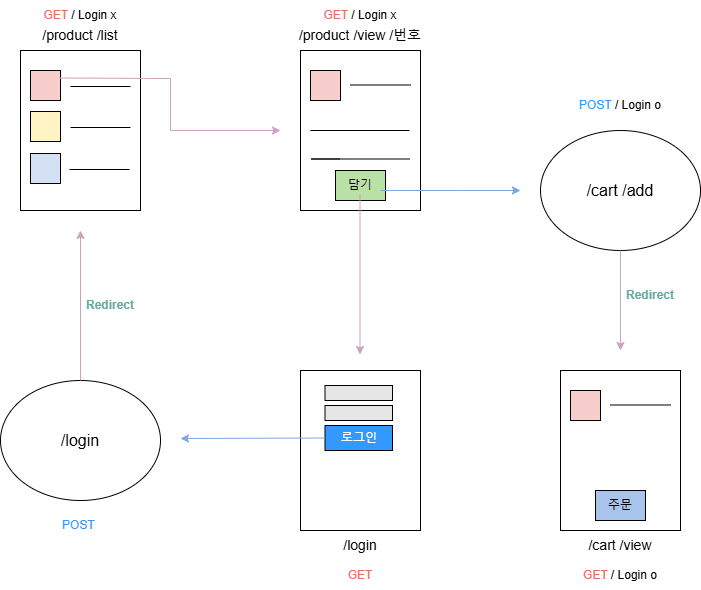 GET / Login x
/product /list
GET / Login x
/product /view /번호
POST / Login o
담기
/cart /add
Redirect
Redirect
/login
POST
로그인
/login
GET
주문
/cart /view
GET / Login o